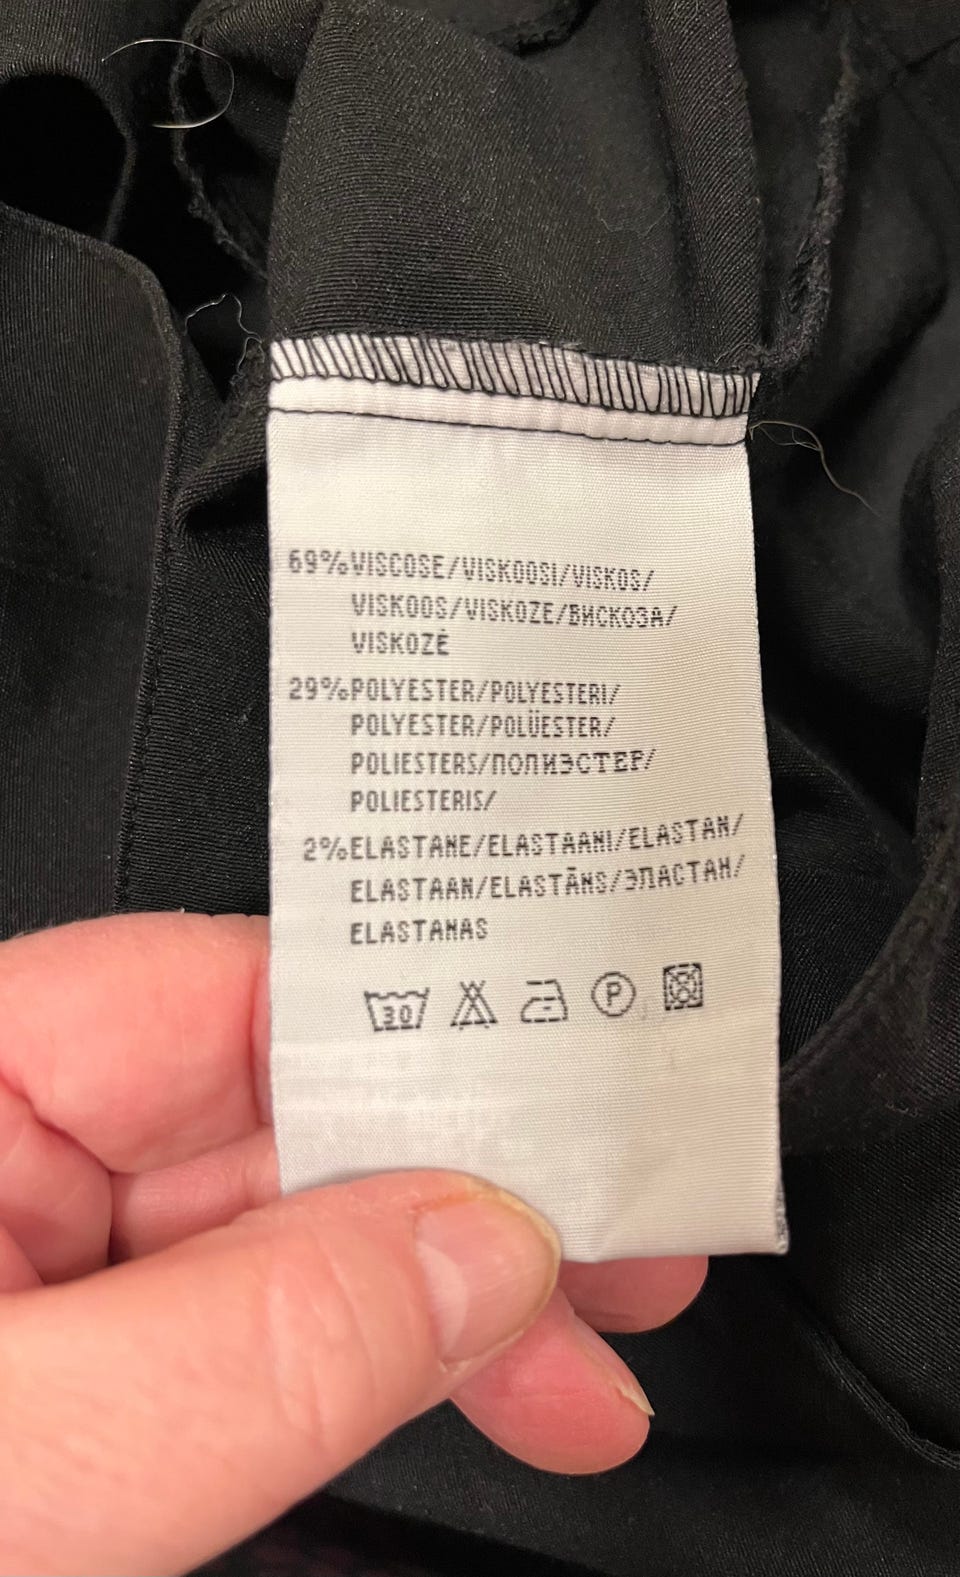 69%VISCOSE/VISKOOSI/VISKOS/
VISKOOS/VISKOZE/ВИСКОЗА/
VISKOZĖ
29%POLYESTER/POLYESTERI/
POLYESTER/POLÜESTER/
POLIESTERS/ПОЛИЭСТЕР/
POLIESTERIS/
2%ELASTANE/ELASTAANI/ELASTAN/
ELASTAAN/ELASTĀNS/ЭЛАСТАН/
ELASTANAS
30 P